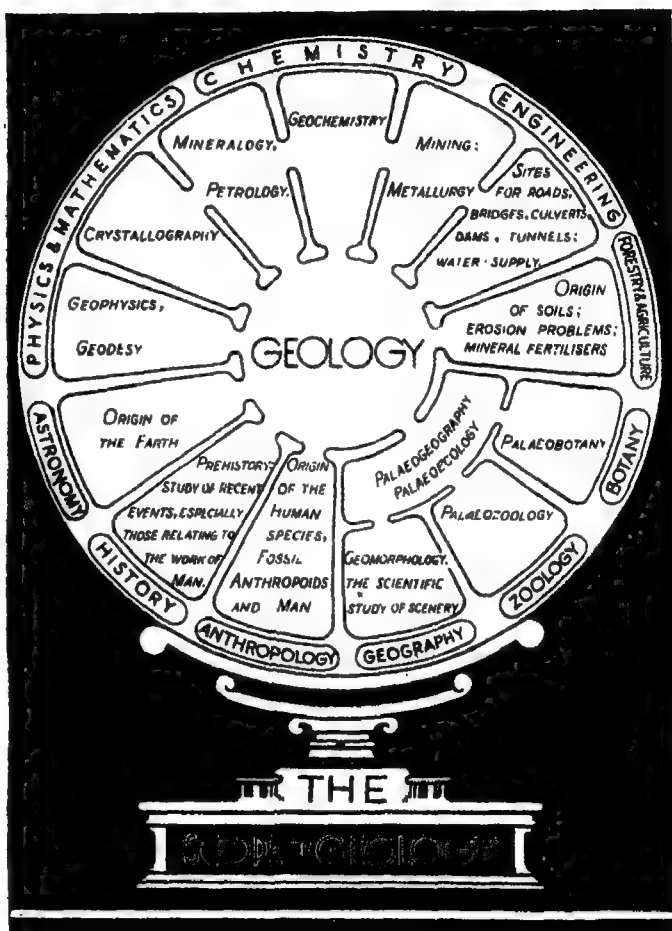 PHYSICS & MATHEMATICS
CHEMISTRY
ENGINEERING
FORESTRY & AGRICULTURE
BOTANY
ZOOLOGY
GEOGRAPHY
ANTHROPOLOGY
HISTORY
ASTRONOMY
GEOPHYSICS,
GEODESY
CRYSTALLOGRAPHY
MINERALOGY,
PETROLOGY.
GEOCHEMISTRY
MINING;
METALLURGY
SITES
FOR ROADS,
BRIDGES, CULVERTS,
DAMS, TUNNELS;
WATER-SUPPLY.
ORIGIN
OF SOILS;
EROSION PROBLEMS;
MINERAL FERTILISERS
GEOLOGY
PALAEOGEOGRAPHY
PALAEOECOLOGY
PALAEOBOTANY
PALAEOZOOLOGY
GEOMORPHOLOGY.
THE SCIENTIFIC
STUDY OF SCENERY
ORIGIN
OF THE
HUMAN
SPECIES,
FOSSIL
ANTHROPOIDS
AND MAN
PREHISTORY:
STUDY OF RECENT
EVENTS, ESPECIALLY
THOSE RELATING TO
THE WORK OF
MAN.
ORIGIN OF
THE EARTH
THE
SCOPE OF GEOLOGY